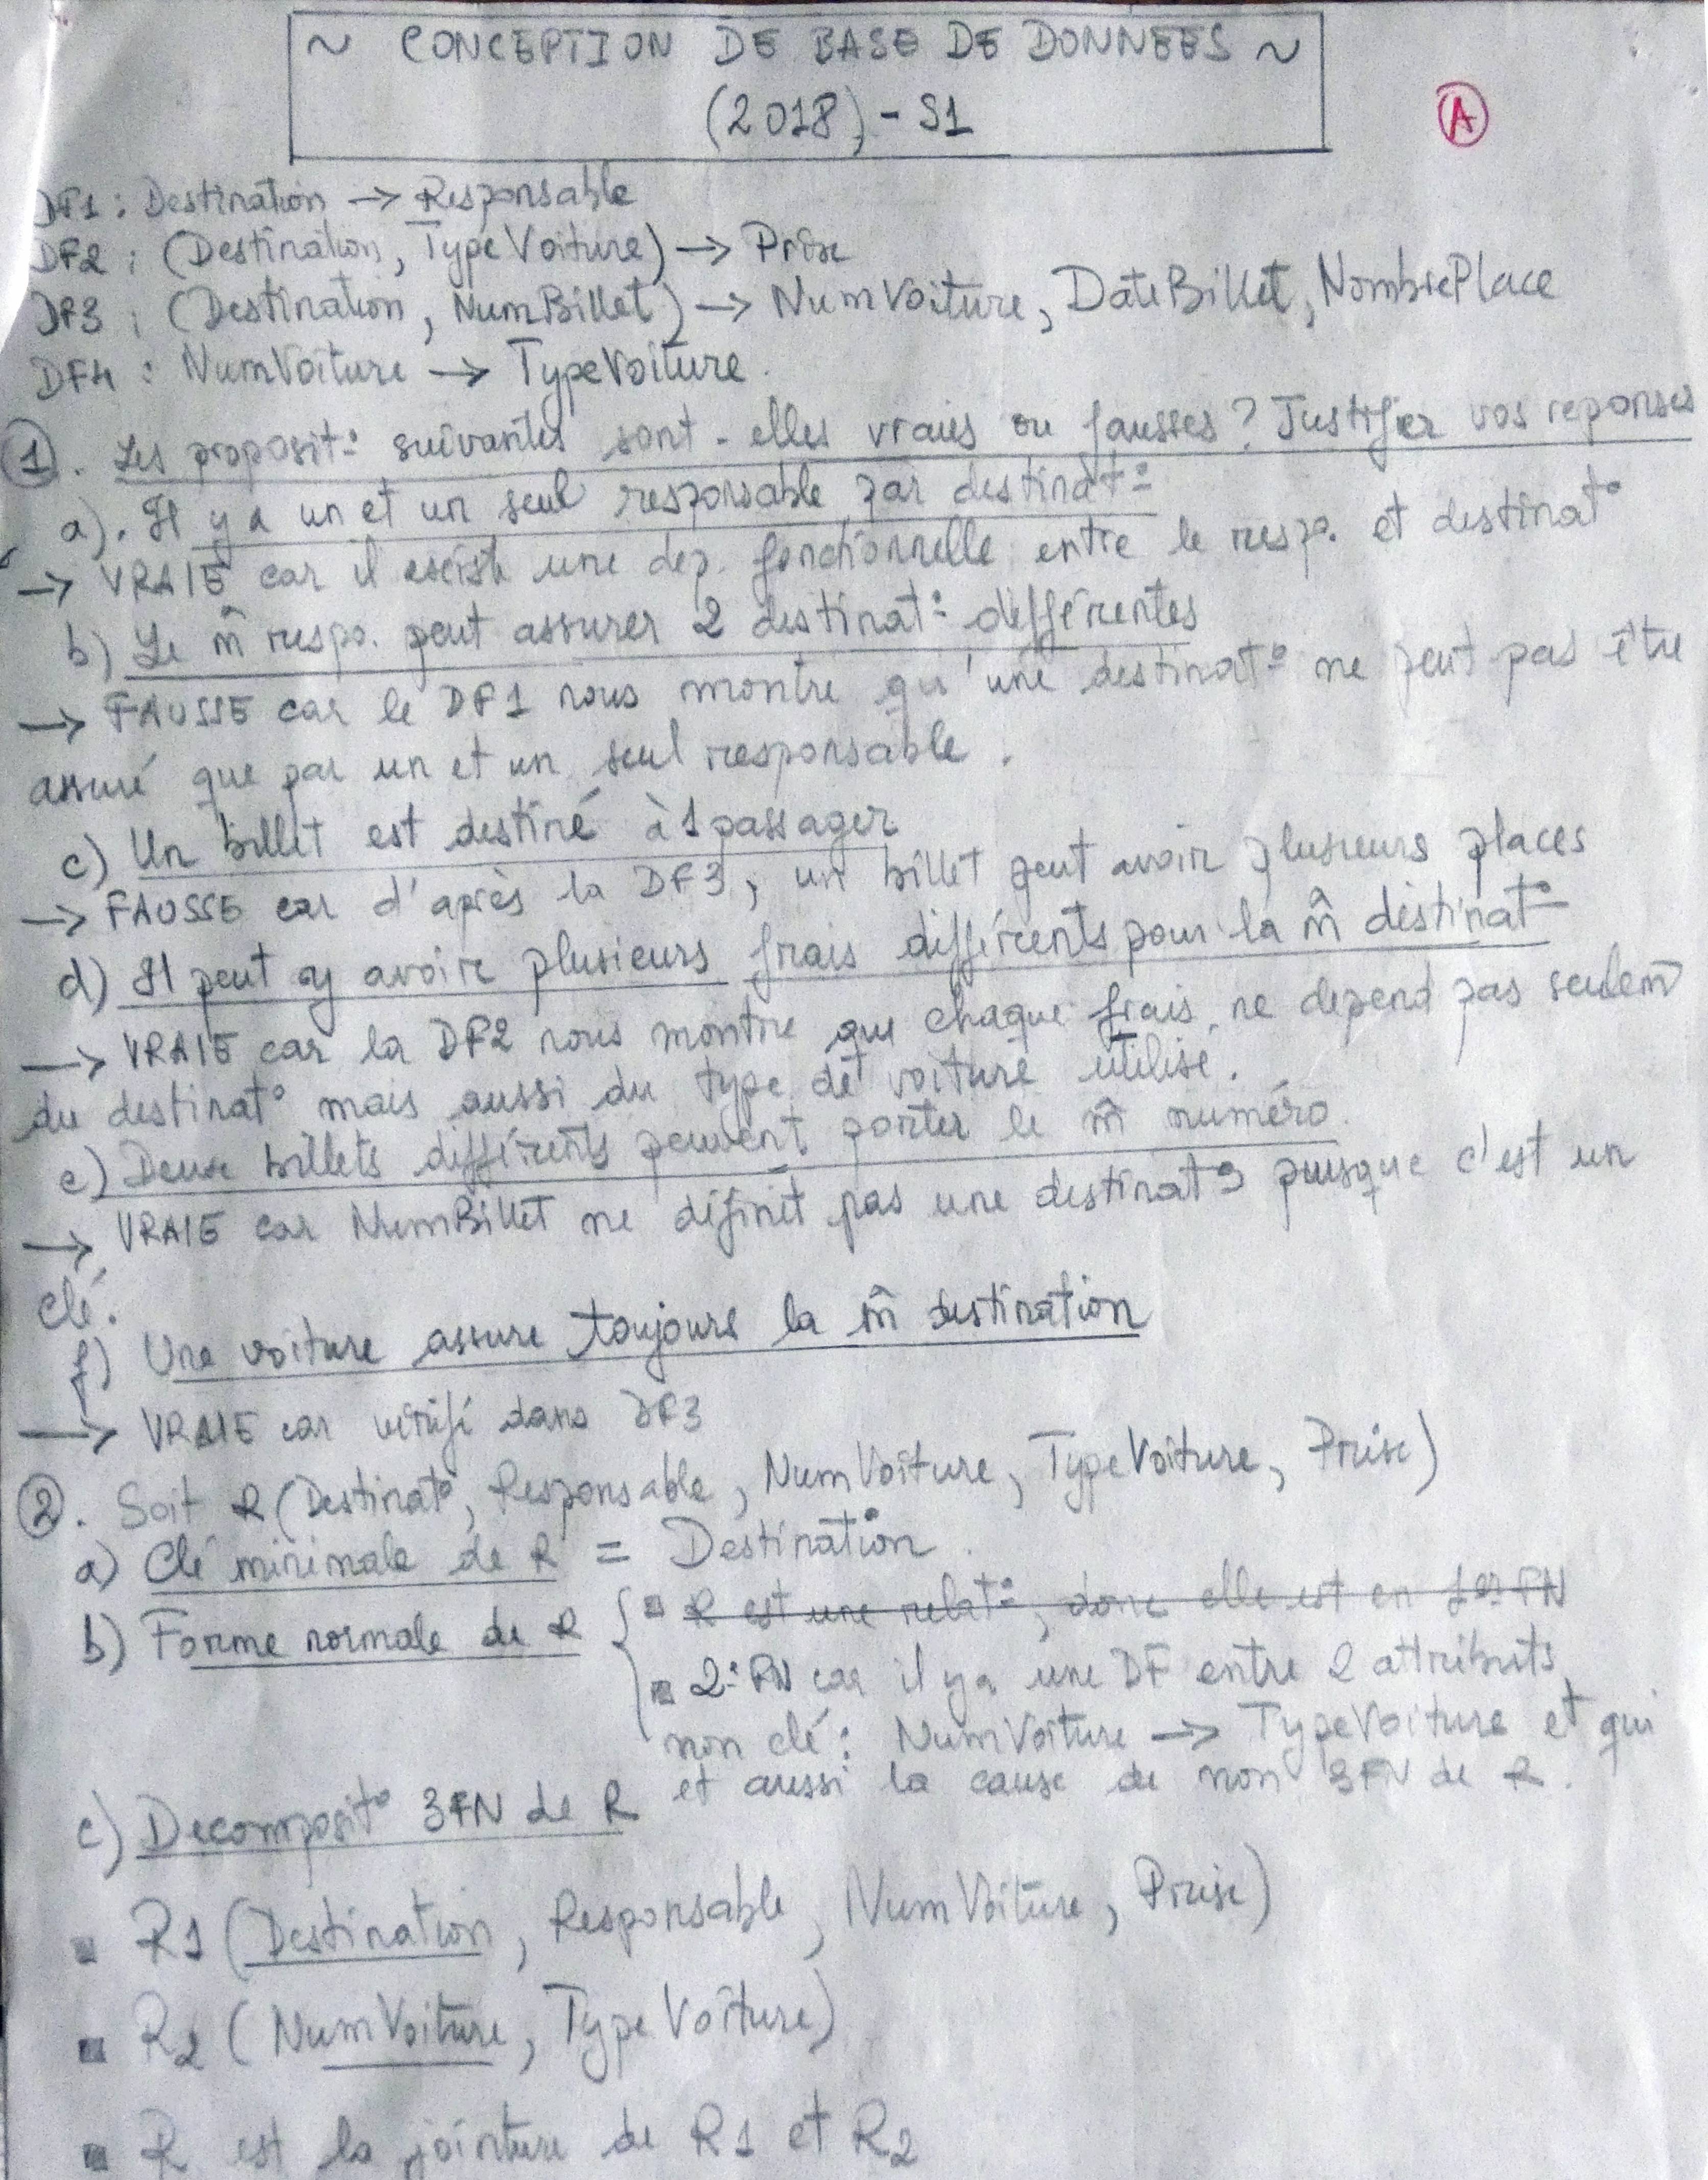 ~ CONCEPTION DE BASE DE DONNEES ~
(2018) - S1
A
DF1 : Destination → Responsable
DF2 : (Destination, TypeVoiture) → Prix
DF3 : (Destination, NumBillet) → NumVoiture, DateBillet, NombrePlace
DF4 : NumVoiture → TypeVoiture.
1. Les proposit° suivantes sont-elles vraies ou fausses ? Justifier vos reponses
a). Il y a un et un seul responsable par destinat°
→ VRAIE car il existe une dep. fonctionnelle entre le resp. et destinat°
b) Le m̂ respo. peut assurer 2 destinat° différentes
→ FAUSSE car le DF1 nous montre qu'une destinat° ne peut pas être
assuré que par un et un seul responsable.
c) Un billet est destiné à 1 passager
→ FAUSSE car d'après la DF3, un billet peut avoir plusieurs places
d) Il peut y avoir plusieurs frais différents pour la m̂ destinat°
→ VRAIE car la DF2 nous montre que chaque frais ne depend pas seulem̄
du destinat° mais aussi du type de voiture utilisé.
e) Deux billets différents peuvent porter le m̂ numéro.
→ VRAIE car NumBillet ne définit pas une destinat° puisque c'est un
clé.
f) Une voiture assure toujours la m̂ destination
→ VRAIE car vérifi dans DF3
2. Soit R (Destinat°, Responsable, NumVoiture, TypeVoiture, Prix)
a) Clé minimale de R = Destination.
b) Forme normale de R { ▪ R est une relat°, donc elle est en 1er FN
▪ 2° FN car il y a une DF entre 2 attributs
non clé : NumVoiture → TypeVoiture et qui
et aussi la cause de non 3FN de R.
c) Decomposit° 3FN de R
▪ R1 (Destination, Responsable, NumVoiture, Prix)
▪ R2 (NumVoiture, TypeVoiture)
▪ R est la jointure de R1 et R2